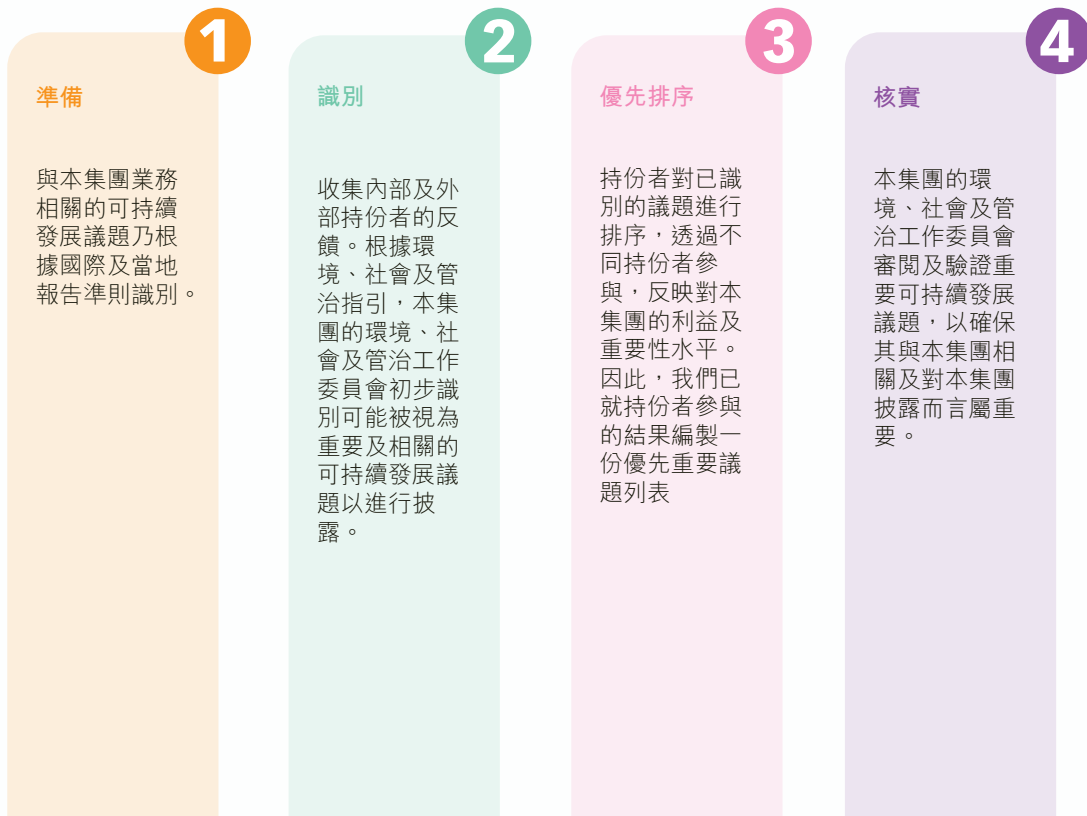 1
準備
與本集團業務
相關的可持續
發展議題乃根
據國際及當地
報告準則識別。
2
識別
收集內部及外
部持份者的反
饋。根據環
境、社會及管
治指引，本集
團的環境、社
會及管治工作
委員會初步識
別可能被視為
重要及相關的
可持續發展議
題以進行披
露。
3
優先排序
持份者對已識
別的議題進行
排序，透過不
同持份者參
與，反映對本
集團的利益及
重要性水平。
因此，我們已
就持份者參與
的結果編製一
份優先重要議
題列表
4
核實
本集團的環
境、社會及管
治工作委員會
審閱及驗證重
要可持續發展
議題，以確保
其與本集團相
關及對本集團
披露而言屬重
要。